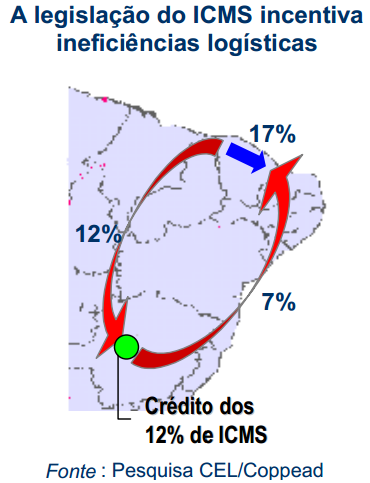 A legislação do ICMS incentiva
ineficiências logísticas
17%
12%
7%
Crédito dos
12% de ICMS
Fonte : Pesquisa CEL/Coppead